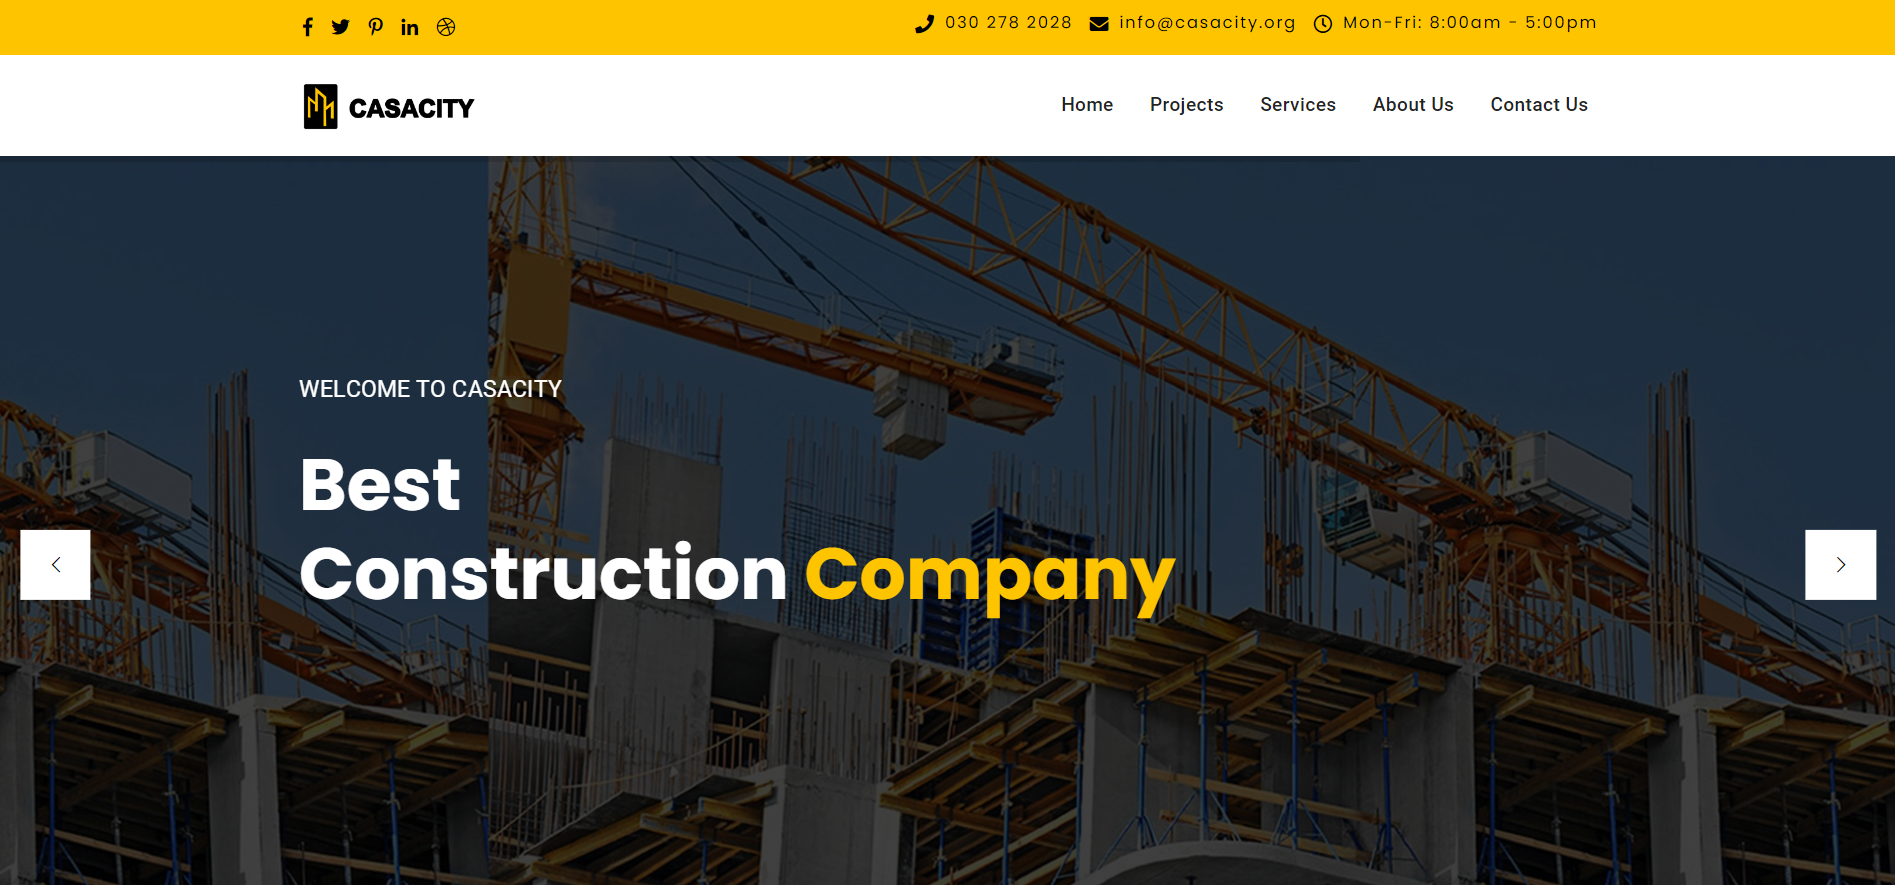 030 278 2028 info@casacity.org Mon-Fri: 8:00am - 5:00pm
CASACITY
Home Projects Services About Us Contact Us
WELCOME TO CASACITY
Best
Construction Company